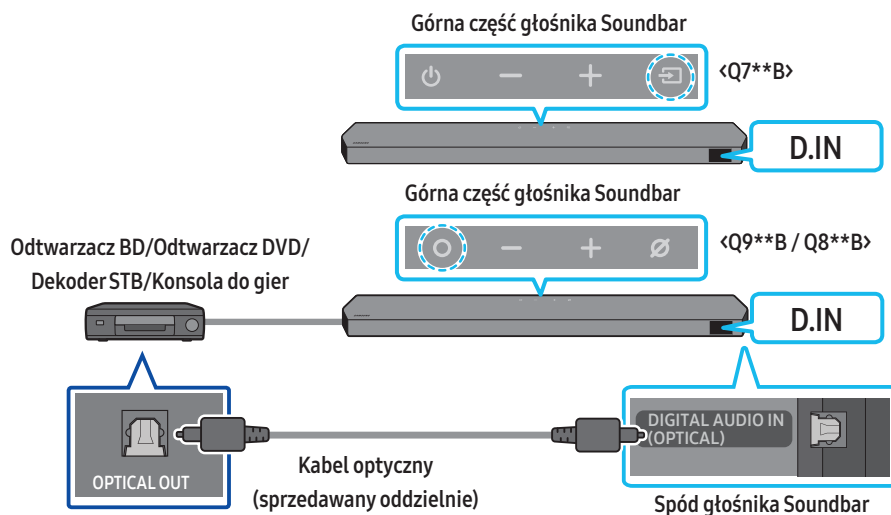 Górna część głośnika Soundbar
<Q7**B>
D.IN
Górna część głośnika Soundbar
<Q9**B / Q8**B>
Odtwarzacz BD/Odtwarzacz DVD/
Dekoder STB/Konsola do gier
D.IN
OPTICAL OUT
Kabel optyczny
(sprzedawany oddzielnie)
DIGITAL AUDIO IN
(OPTICAL)
Spód głośnika Soundbar